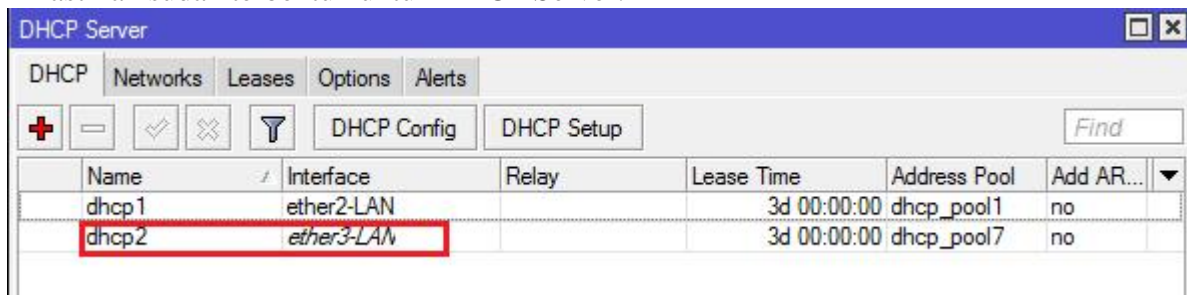 DHCP Server
DHCP Networks Leases Options Alerts
DHCP Config DHCP Setup Find
Name Interface Relay Lease Time Address Pool Add AR...
dhcp1 ether2-LAN 3d 00:00:00 dhcp_pool1 no
dhcp2 ether3-LAN 3d 00:00:00 dhcp_pool7 no